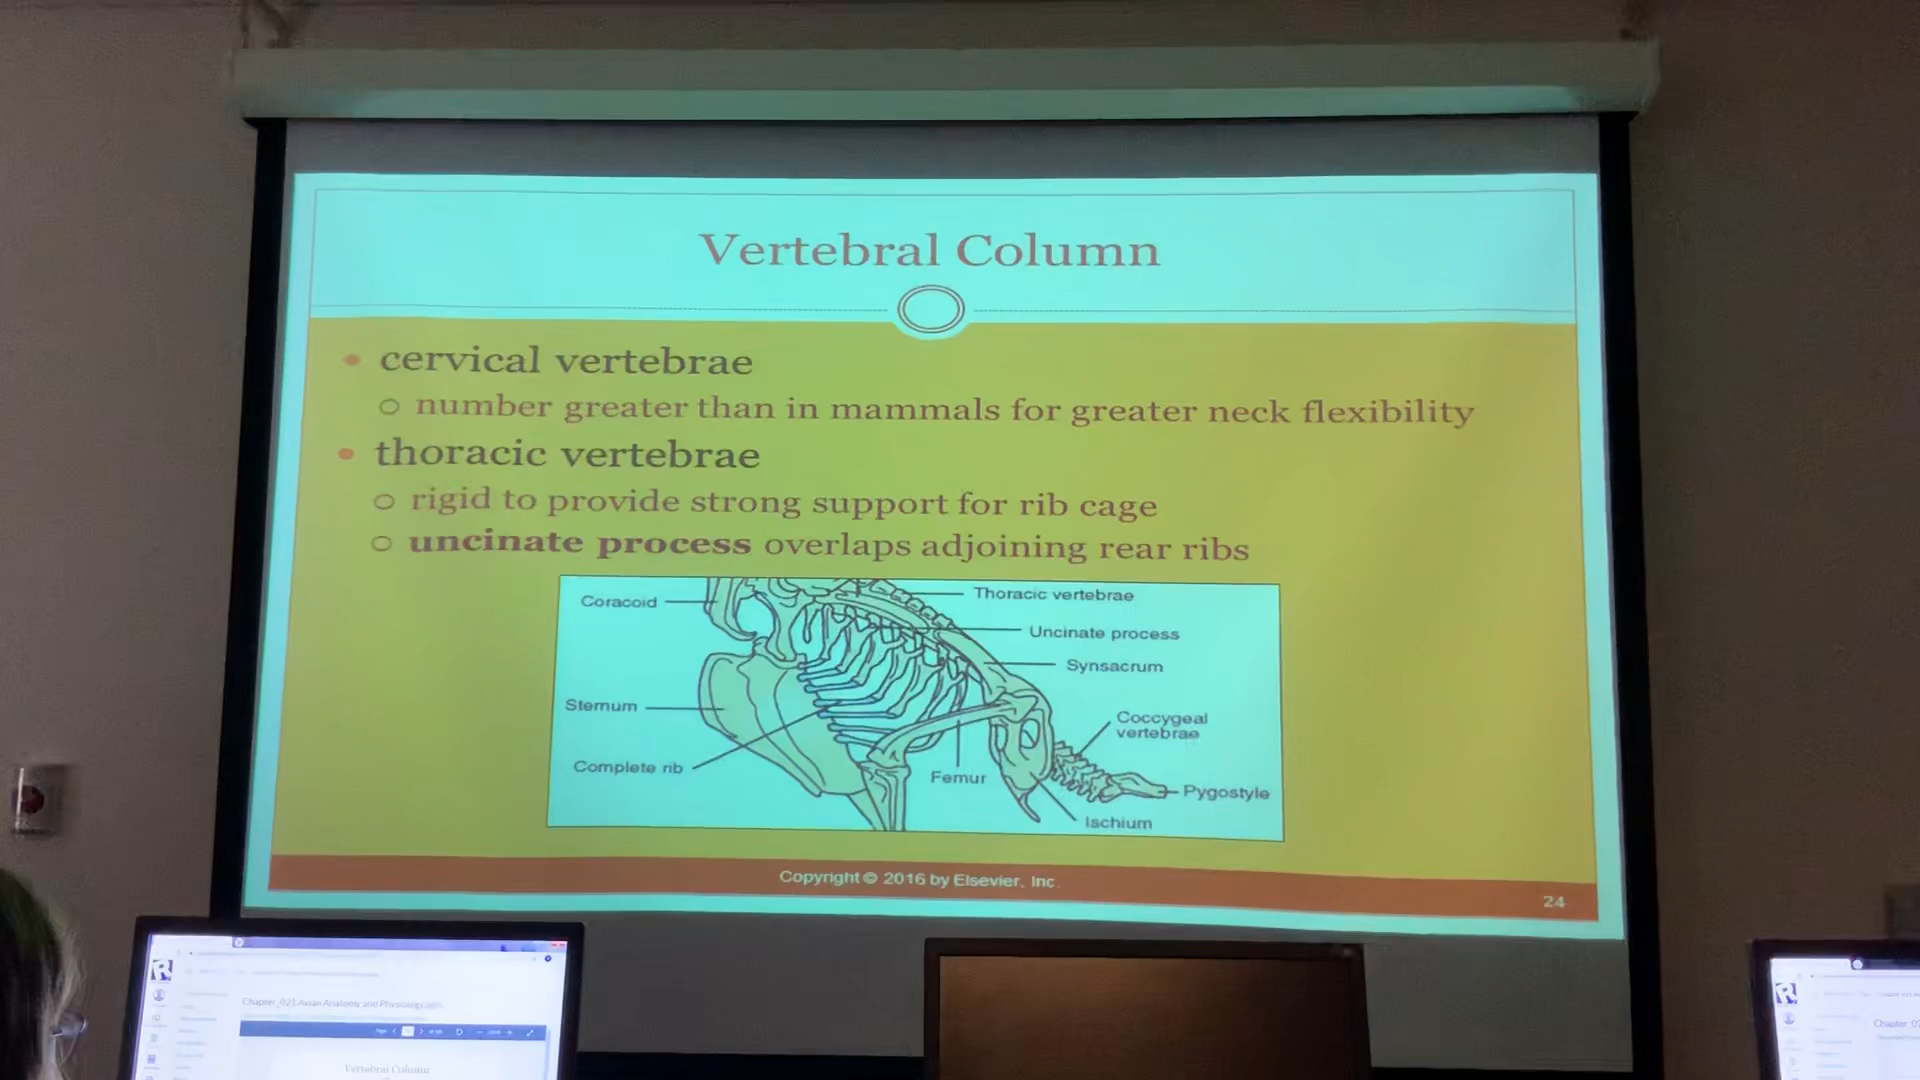 Vertebral Column
cervical vertebrae
number greater than in mammals for greater neck flexibility
thoracic vertebrae
rigid to provide strong support for rib cage
uncinate process overlaps adjoining rear ribs
Coracoid
Thoracic vertebrae
Uncinate process
Synsacrum
Sternum
Coccygeal
vertebrae
Complete rib
Femur
Pygostyle
Ischium
Copyright © 2016 by Elsevier, Inc.
24
Chapter_021 Avian Anatomy and Physiology
Page
Vertebral Column